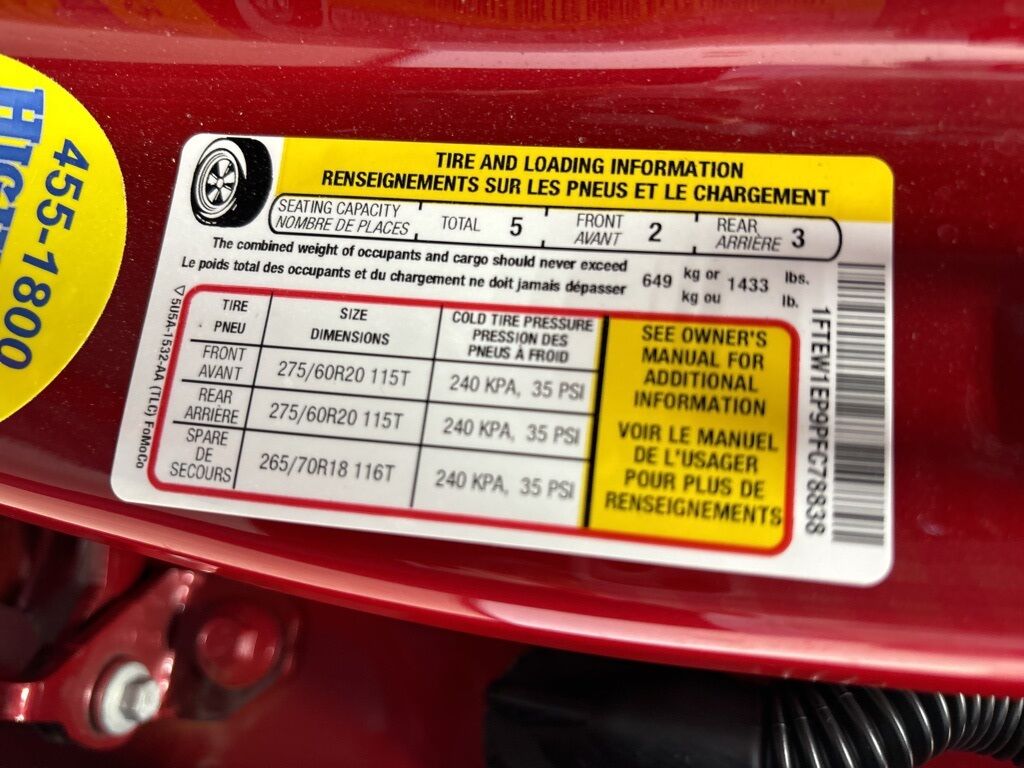 455-1800
TIRE AND LOADING INFORMATION
RENSEIGNEMENTS SUR LES PNEUS ET LE CHARGEMENT
SEATING CAPACITY
NOMBRE DE PLACES
TOTAL 5
FRONT
AVANT 2
REAR
ARRIÈRE 3
The combined weight of occupants and cargo should never exceed
Le poids total des occupants et du chargement ne doit jamais dépasser
649 kg or 1433 lbs.
kg ou lb.
TIRE
PNEU
SIZE
DIMENSIONS
COLD TIRE PRESSURE
PRESSION DES
PNEUS À FROID
FRONT
AVANT
275/60R20 115T
240 KPA, 35 PSI
REAR
ARRIÈRE
275/60R20 115T
240 KPA, 35 PSI
SPARE
DE
SECOURS
265/70R18 116T
240 KPA, 35 PSI
SEE OWNER'S
MANUAL FOR
ADDITIONAL
INFORMATION
VOIR LE MANUEL
DE L'USAGER
POUR PLUS DE
RENSEIGNEMENTS
5U5A-1532-AA (TLC) FoMoCo
1FTEW1EP9PFC78838